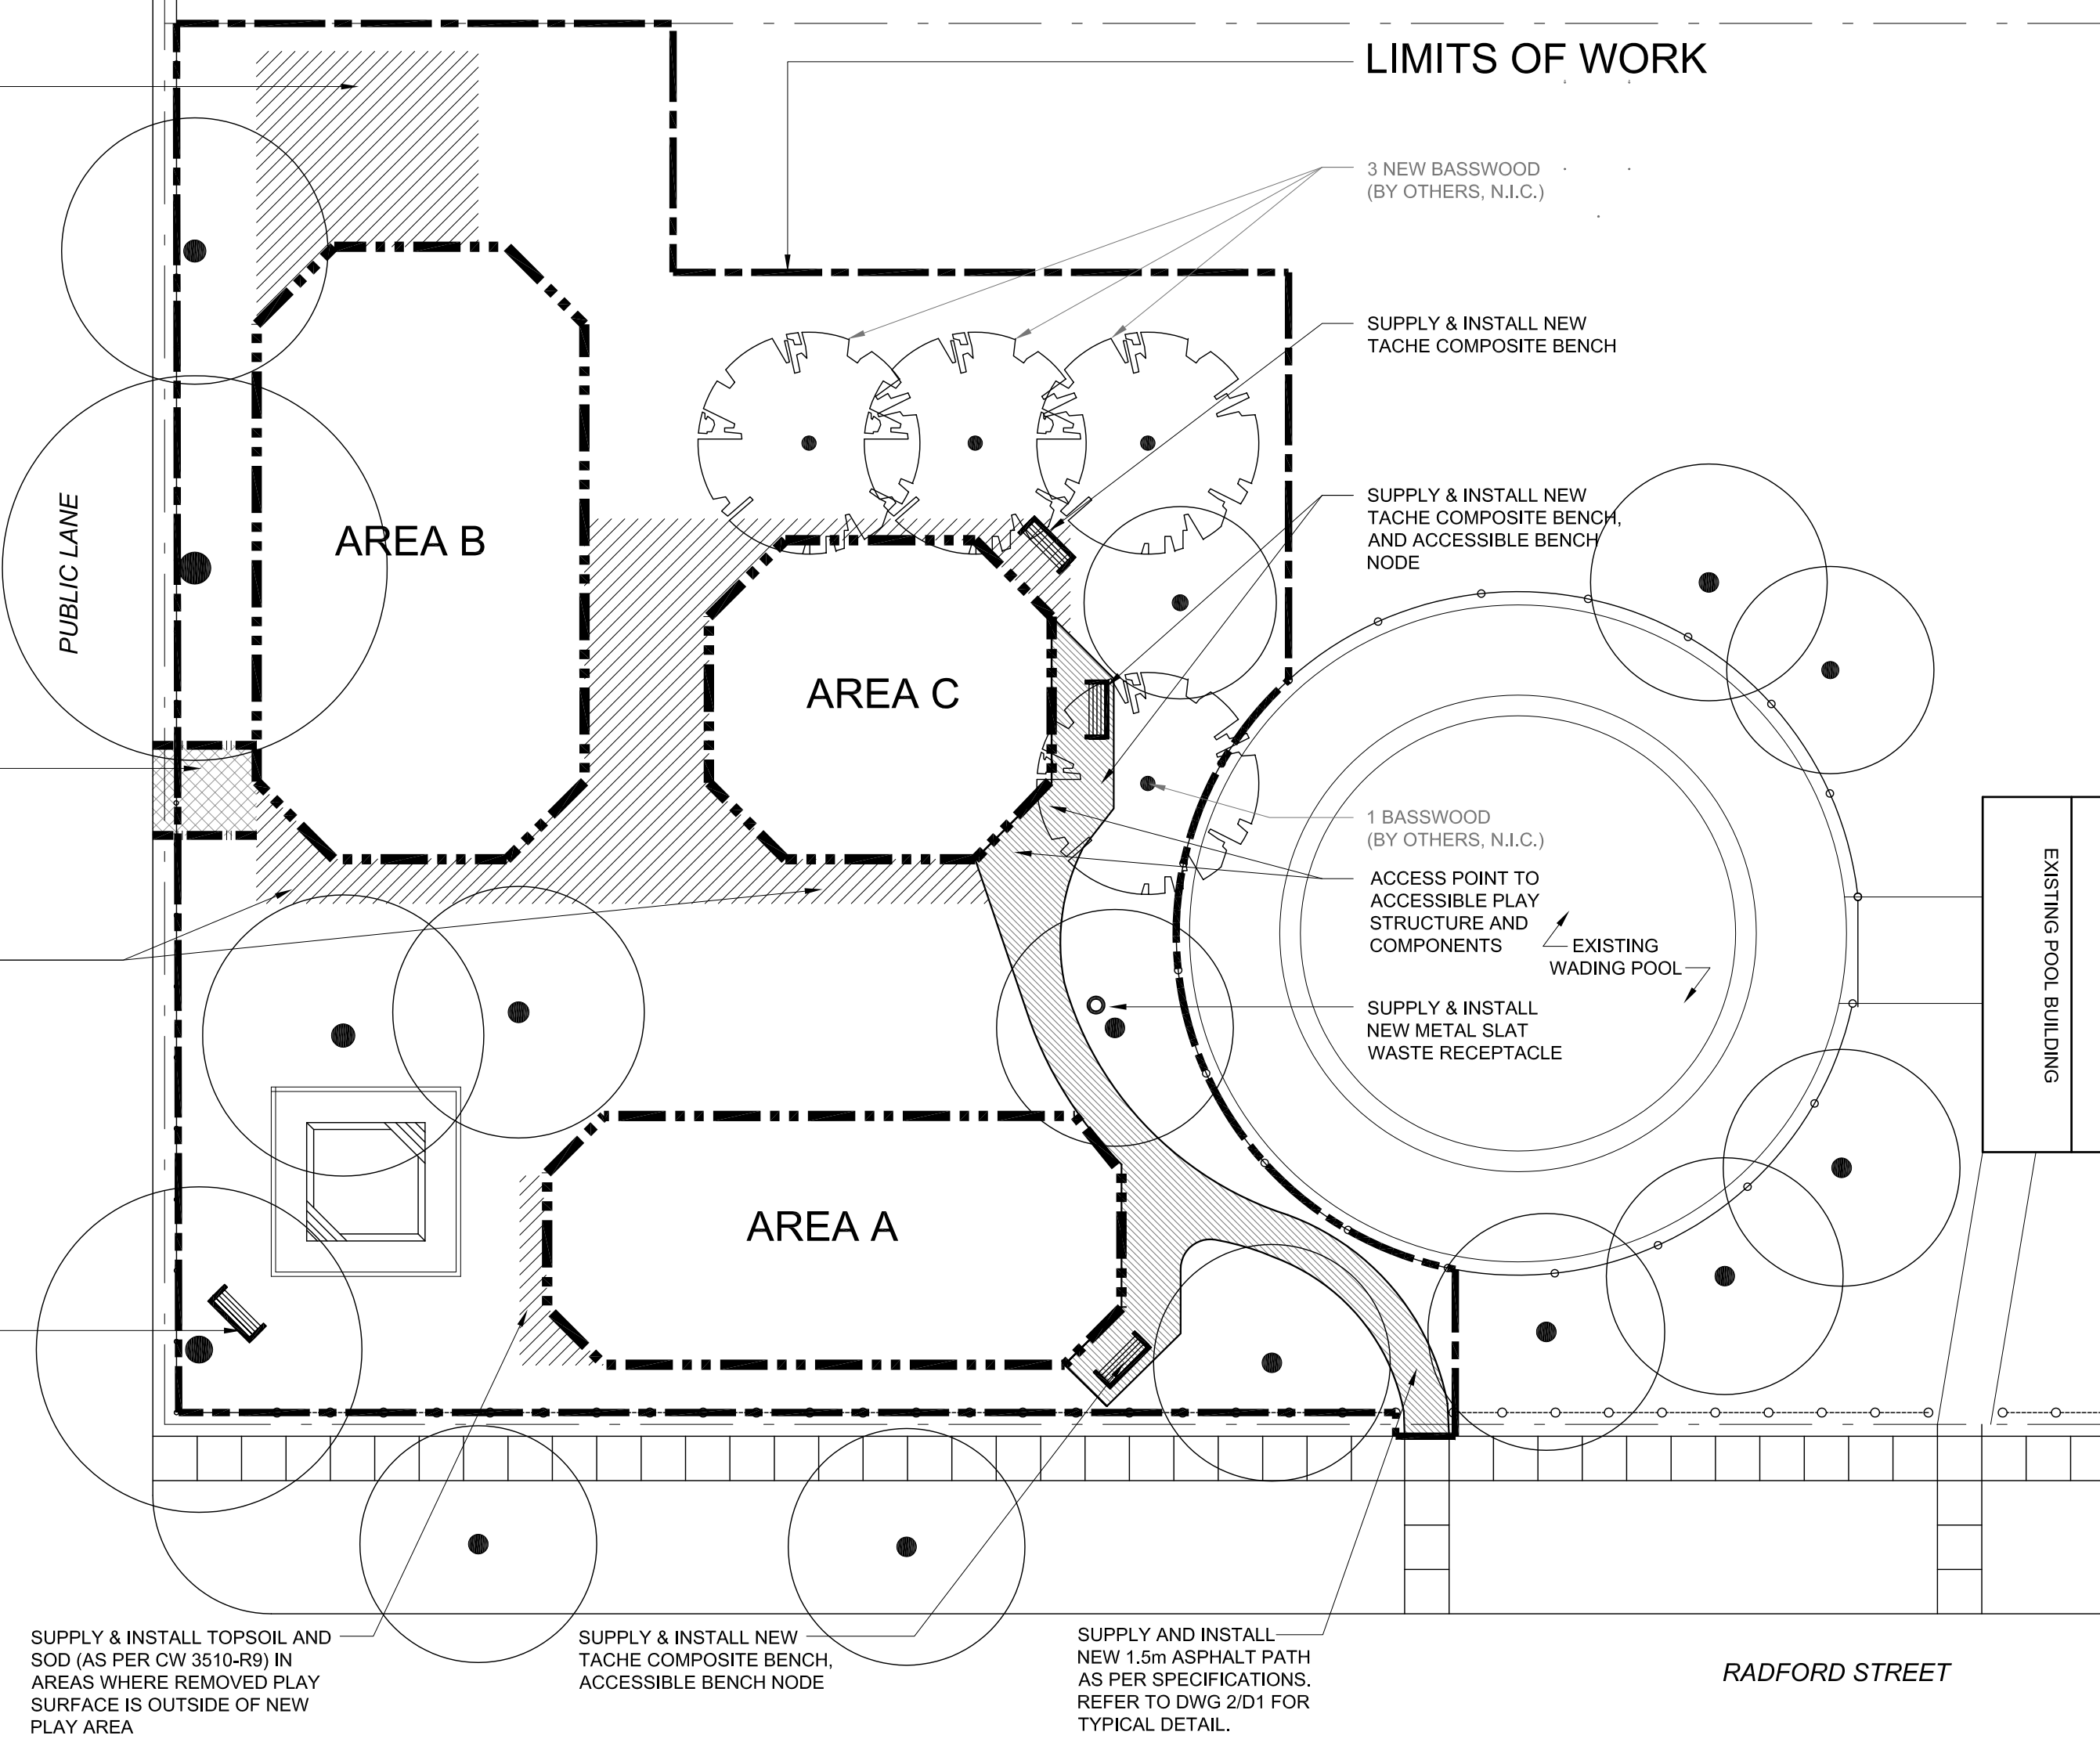 LIMITS OF WORK
3 NEW BASSWOOD
(BY OTHERS, N.I.C.)
SUPPLY & INSTALL NEW
TACHE COMPOSITE BENCH
SUPPLY & INSTALL NEW
TACHE COMPOSITE BENCH,
AND ACCESSIBLE BENCH
NODE
PUBLIC LANE
AREA B
AREA C
1 BASSWOOD
(BY OTHERS, N.I.C.)
ACCESS POINT TO
ACCESSIBLE PLAY
STRUCTURE AND
COMPONENTS
EXISTING
WADING POOL
EXISTING POOL BUILDING
SUPPLY & INSTALL
NEW METAL SLAT
WASTE RECEPTACLE
AREA A
SUPPLY & INSTALL TOPSOIL AND
SOD (AS PER CW 3510-R9) IN
AREAS WHERE REMOVED PLAY
SURFACE IS OUTSIDE OF NEW
PLAY AREA
SUPPLY & INSTALL NEW
TACHE COMPOSITE BENCH,
ACCESSIBLE BENCH NODE
SUPPLY AND INSTALL
NEW 1.5m ASPHALT PATH
AS PER SPECIFICATIONS.
REFER TO DWG 2/D1 FOR
TYPICAL DETAIL.
RADFORD STREET